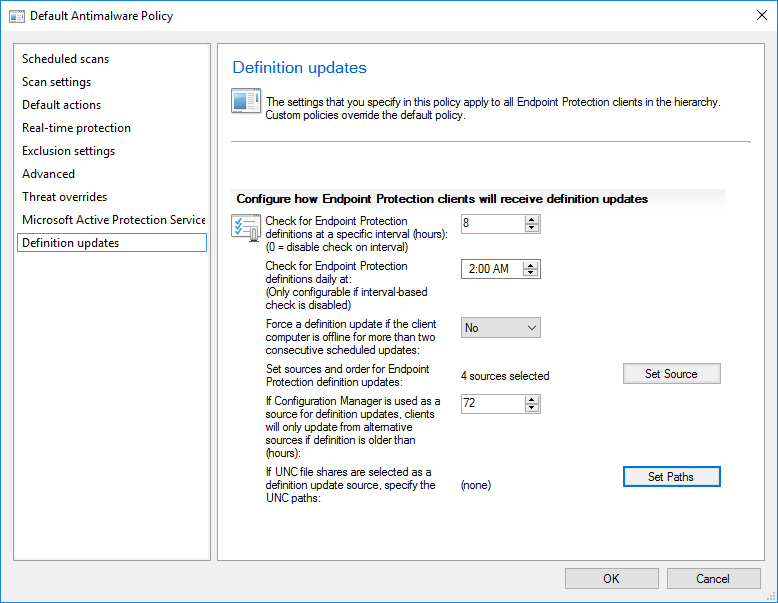 Default Antimalware Policy
Scheduled scans
Scan settings
Default actions
Real-time protection
Exclusion settings
Advanced
Threat overrides
Microsoft Active Protection Service
Definition updates
Definition updates
The settings that you specify in this policy apply to all Endpoint Protection clients in the hierarchy.
Custom policies override the default policy.
Configure how Endpoint Protection clients will receive definition updates
Check for Endpoint Protection
definitions at a specific interval (hours):
(0 = disable check on interval)
8
Check for Endpoint Protection
definitions daily at:
(Only configurable if interval-based
check is disabled)
2:00 AM
Force a definition update if the client
computer is offline for more than two
consecutive scheduled updates:
No
Set sources and order for Endpoint
Protection definition updates:
4 sources selected
Set Source
If Configuration Manager is used as a
source for definition updates, clients
will only update from alternative
sources if definition is older than
(hours):
72
If UNC file shares are selected as a
definition update source, specify the
UNC paths:
(none)
Set Paths
OK
Cancel